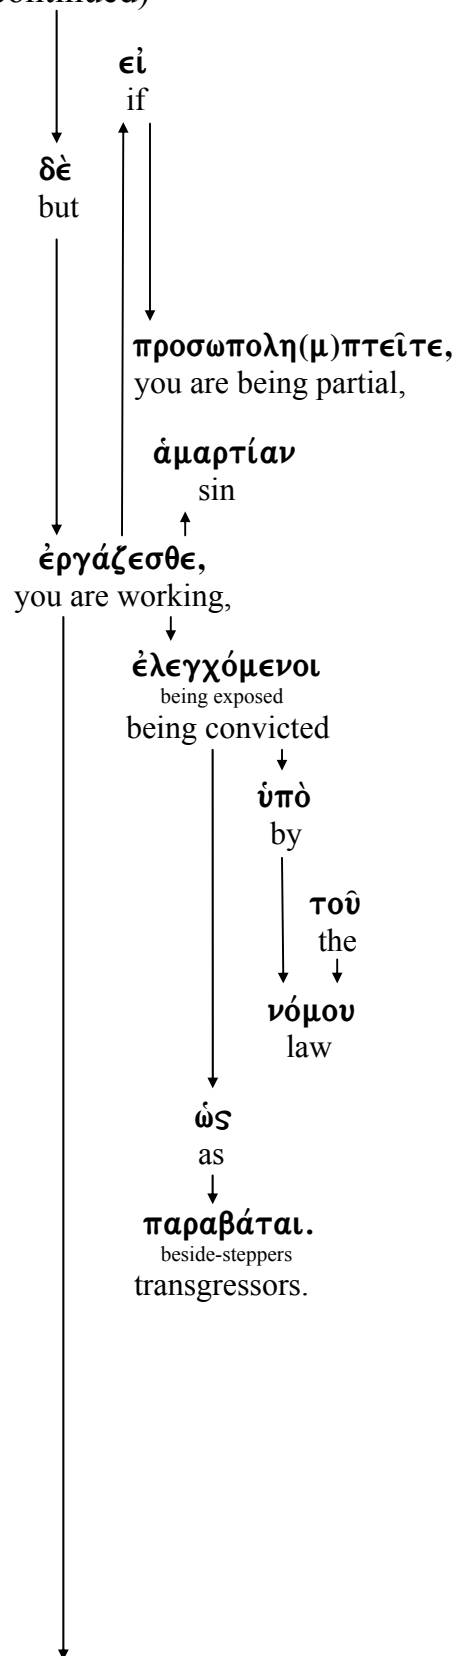 εἰ
if
δὲ
but
προσωπολη(μ)πτεῖτε,
you are being partial,
ἁμαρτίαν
sin
ἐργάζεσθε,
you are working,
ἐλεγχόμενοι
being exposed
being convicted
ὑπὸ
by
τοῦ
the
νόμου
law
ὡς
as
παραβάται.
beside-steppers
transgressors.